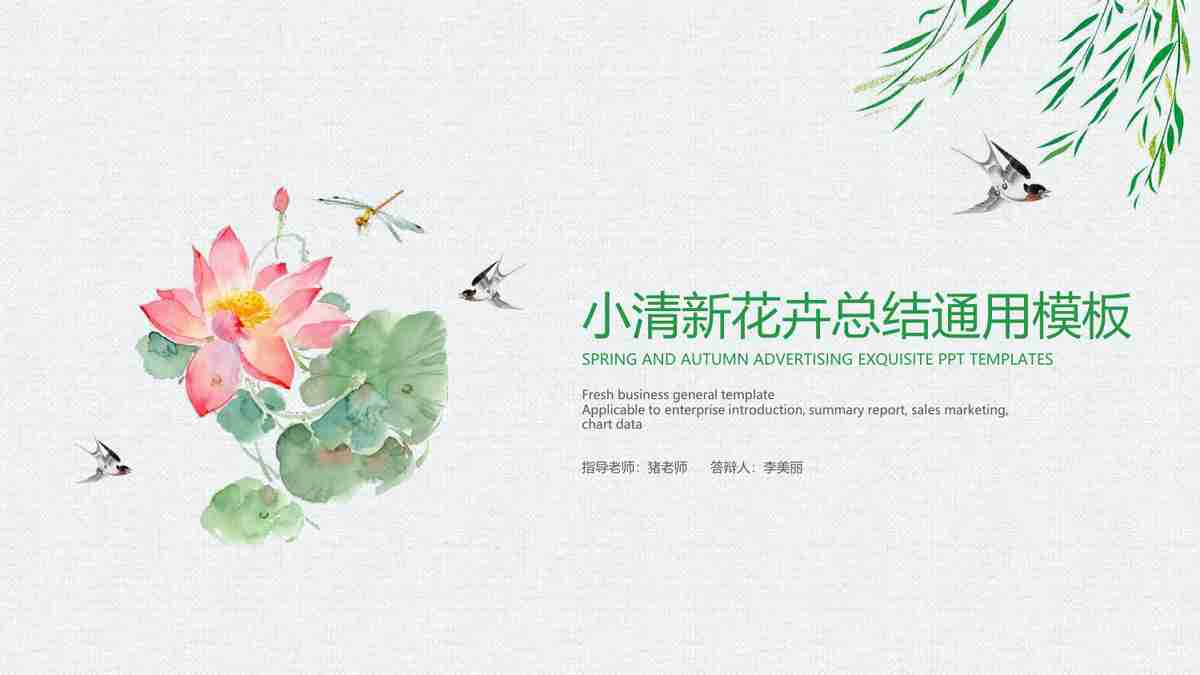 小清新花卉总结通用模板
SPRING AND AUTUMN ADVERTISING EXQUISITE PPT TEMPLATES
Fresh business general template
Applicable to enterprise introduction, summary report, sales marketing,
chart data
指导老师：猪老师 答辩人：李美丽